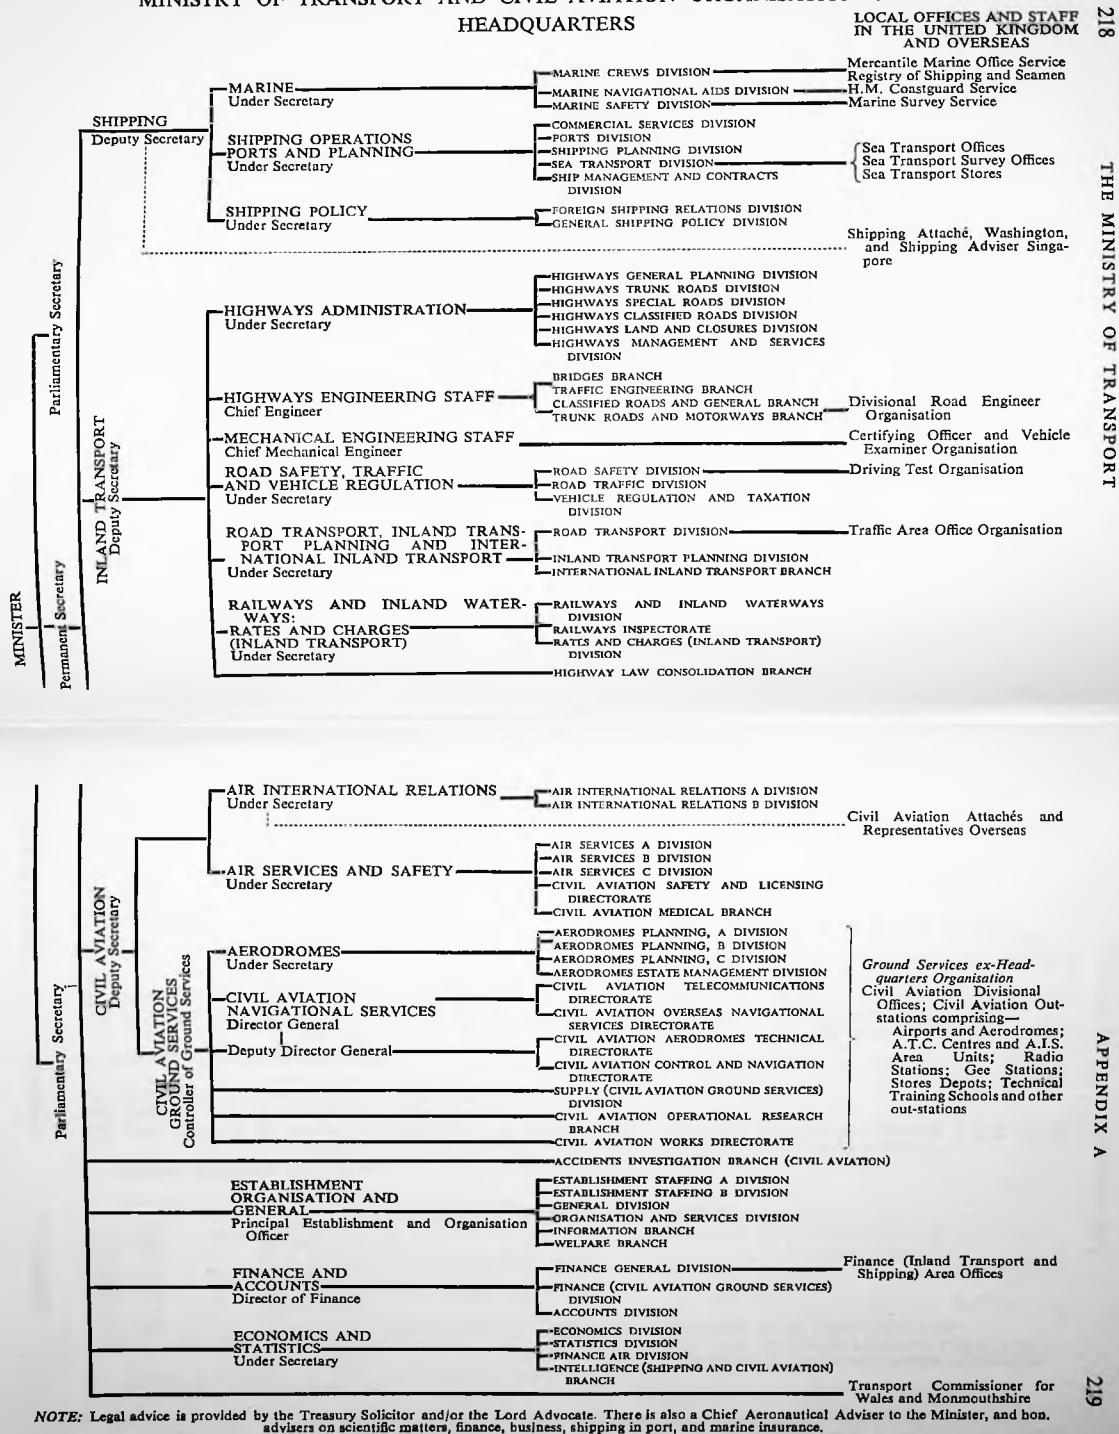 MINISTRY OF TRANSPORT AND CIVIL AVIATION
HEADQUARTERS
LOCAL OFFICES AND STAFF
IN THE UNITED KINGDOM
AND OVERSEAS
218
THE MINISTRY OF TRANSPORT
MINISTER
Parliamentary Secretary
Permanent Secretary
SHIPPING
Deputy Secretary
MARINE
Under Secretary
MARINE CREWS DIVISION
MARINE NAVIGATIONAL AIDS DIVISION
MARINE SAFETY DIVISION
Mercantile Marine Office Service
Registry of Shipping and Seamen
H.M. Coastguard Service
Marine Survey Service
SHIPPING OPERATIONS
PORTS AND PLANNING
Under Secretary
COMMERCIAL SERVICES DIVISION
PORTS DIVISION
SHIPPING PLANNING DIVISION
SEA TRANSPORT DIVISION
SHIP MANAGEMENT AND CONTRACTS
DIVISION
Sea Transport Offices
Sea Transport Survey Offices
Sea Transport Stores
SHIPPING POLICY
Under Secretary
FOREIGN SHIPPING RELATIONS DIVISION
GENERAL SHIPPING POLICY DIVISION
Shipping Attaché, Washington,
and Shipping Adviser Singa-
pore
INLAND TRANSPORT
Deputy Secretary
HIGHWAYS ADMINISTRATION
Under Secretary
HIGHWAYS GENERAL PLANNING DIVISION
HIGHWAYS TRUNK ROADS DIVISION
HIGHWAYS SPECIAL ROADS DIVISION
HIGHWAYS CLASSIFIED ROADS DIVISION
HIGHWAYS LAND AND CLOSURES DIVISION
HIGHWAYS MANAGEMENT AND SERVICES
DIVISION
HIGHWAYS ENGINEERING STAFF
Chief Engineer
BRIDGES BRANCH
TRAFFIC ENGINEERING BRANCH
CLASSIFIED ROADS AND GENERAL BRANCH
TRUNK ROADS AND MOTORWAYS BRANCH
Divisional Road Engineer
Organisation
MECHANICAL ENGINEERING STAFF
Chief Mechanical Engineer
Certifying Officer and Vehicle
Examiner Organisation
ROAD SAFETY, TRAFFIC
AND VEHICLE REGULATION
Under Secretary
ROAD SAFETY DIVISION
ROAD TRAFFIC DIVISION
VEHICLE REGULATION AND TAXATION
DIVISION
Driving Test Organisation
ROAD TRANSPORT, INLAND TRANS-
PORT PLANNING AND INTER-
NATIONAL INLAND TRANSPORT
Under Secretary
ROAD TRANSPORT DIVISION
INLAND TRANSPORT PLANNING DIVISION
INTERNATIONAL INLAND TRANSPORT BRANCH
Traffic Area Office Organisation
RAILWAYS AND INLAND WATER-
WAYS:
RATES AND CHARGES
(INLAND TRANSPORT)
Under Secretary
RAILWAYS AND INLAND WATERWAYS
DIVISION
RAILWAYS INSPECTORATE
RATES AND CHARGES (INLAND TRANSPORT)
DIVISION
HIGHWAY LAW CONSOLIDATION BRANCH
Parliamentary Secretary
CIVIL AVIATION
Deputy Secretary
AIR INTERNATIONAL RELATIONS
Under Secretary
AIR INTERNATIONAL RELATIONS A DIVISION
AIR INTERNATIONAL RELATIONS B DIVISION
Civil Aviation Attachés and
Representatives Overseas
AIR SERVICES AND SAFETY
Under Secretary
AIR SERVICES A DIVISION
AIR SERVICES B DIVISION
AIR SERVICES C DIVISION
CIVIL AVIATION SAFETY AND LICENSING
DIRECTORATE
CIVIL AVIATION MEDICAL BRANCH
CIVIL AVIATION
GROUND SERVICES
Controller of Ground Services
AERODROMES
Under Secretary
AERODROMES PLANNING, A DIVISION
AERODROMES PLANNING, B DIVISION
AERODROMES PLANNING, C DIVISION
AERODROMES ESTATE MANAGEMENT DIVISION
CIVIL AVIATION
NAVIGATIONAL SERVICES
Director General
CIVIL AVIATION TELECOMMUNICATIONS
DIRECTORATE
CIVIL AVIATION OVERSEAS NAVIGATIONAL
SERVICES DIRECTORATE
Deputy Director General
CIVIL AVIATION AERODROMES TECHNICAL
DIRECTORATE
CIVIL AVIATION CONTROL AND NAVIGATION
DIRECTORATE
SUPPLY (CIVIL AVIATION GROUND SERVICES)
DIVISION
CIVIL AVIATION OPERATIONAL RESEARCH
BRANCH
CIVIL AVIATION WORKS DIRECTORATE
Ground Services ex-Head-
quarters Organisation
Civil Aviation Divisional
Offices; Civil Aviation Out-
stations comprising—
Airports and Aerodromes;
A.T.C. Centres and A.I.S.
Area Units; Radio
Stations; Gee Stations;
Stores Depots; Technical
Training Schools and other
out-stations
ACCIDENTS INVESTIGATION BRANCH (CIVIL AVIATION)
ESTABLISHMENT
ORGANISATION AND
GENERAL
Principal Establishment and Organisation
Officer
ESTABLISHMENT STAFFING A DIVISION
ESTABLISHMENT STAFFING B DIVISION
GENERAL DIVISION
ORGANISATION AND SERVICES DIVISION
INFORMATION BRANCH
WELFARE BRANCH
FINANCE AND
ACCOUNTS
Director of Finance
FINANCE GENERAL DIVISION
FINANCE (CIVIL AVIATION GROUND SERVICES)
DIVISION
ACCOUNTS DIVISION
Finance (Inland Transport and
Shipping) Area Offices
ECONOMICS AND
STATISTICS
Under Secretary
ECONOMICS DIVISION
STATISTICS DIVISION
FINANCE AIR DIVISION
INTELLIGENCE (SHIPPING AND CIVIL AVIATION)
BRANCH
Transport Commissioner for
Wales and Monmouthshire
APPENDIX A
219
NOTE: Legal advice is provided by the Treasury Solicitor and/or the Lord Advocate. There is also a Chief Aeronautical Adviser to the Minister, and hon.
advisers on scientific matters, finance, business, shipping in port, and marine insurance.